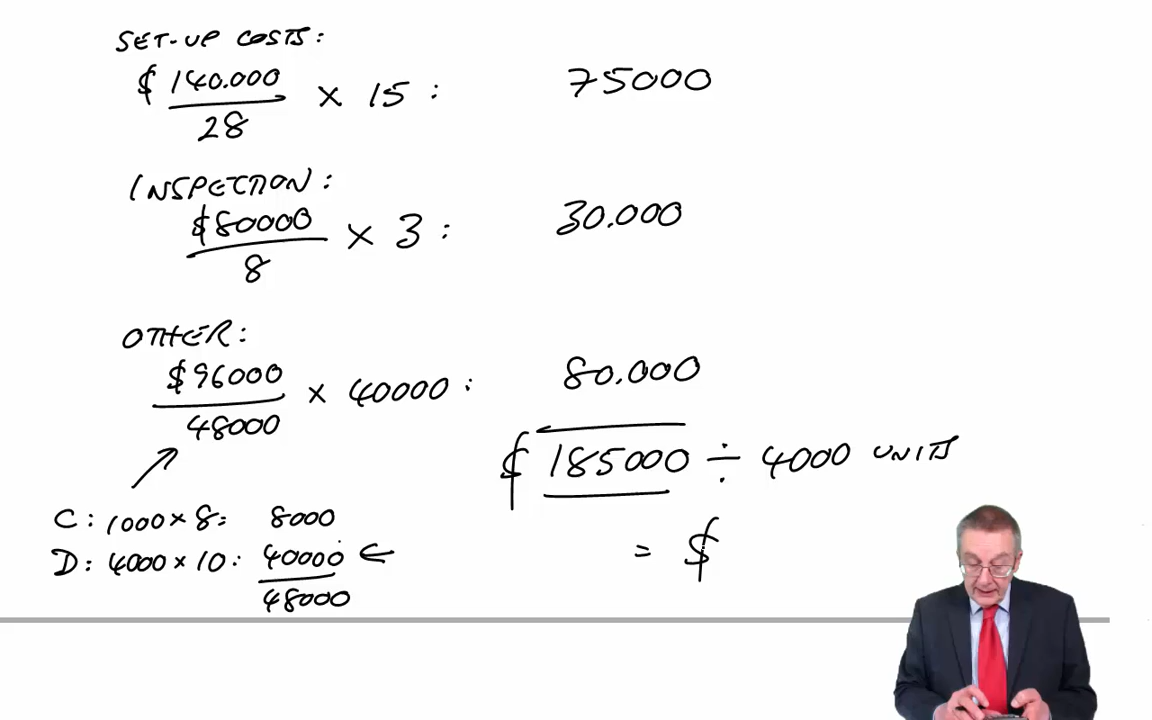 SET-UP COSTS:
$ 140.000 / 28 × 15 : 75000
INSPECTION:
$80000 / 8 × 3 : 30.000
OTHER:
$96000 / 48000 × 40000 : 80.000
$ 185000 ÷ 4000 UNITS
C: 1000 × 8: 8000
D: 4000 × 10: 40000 ←
48000
= $